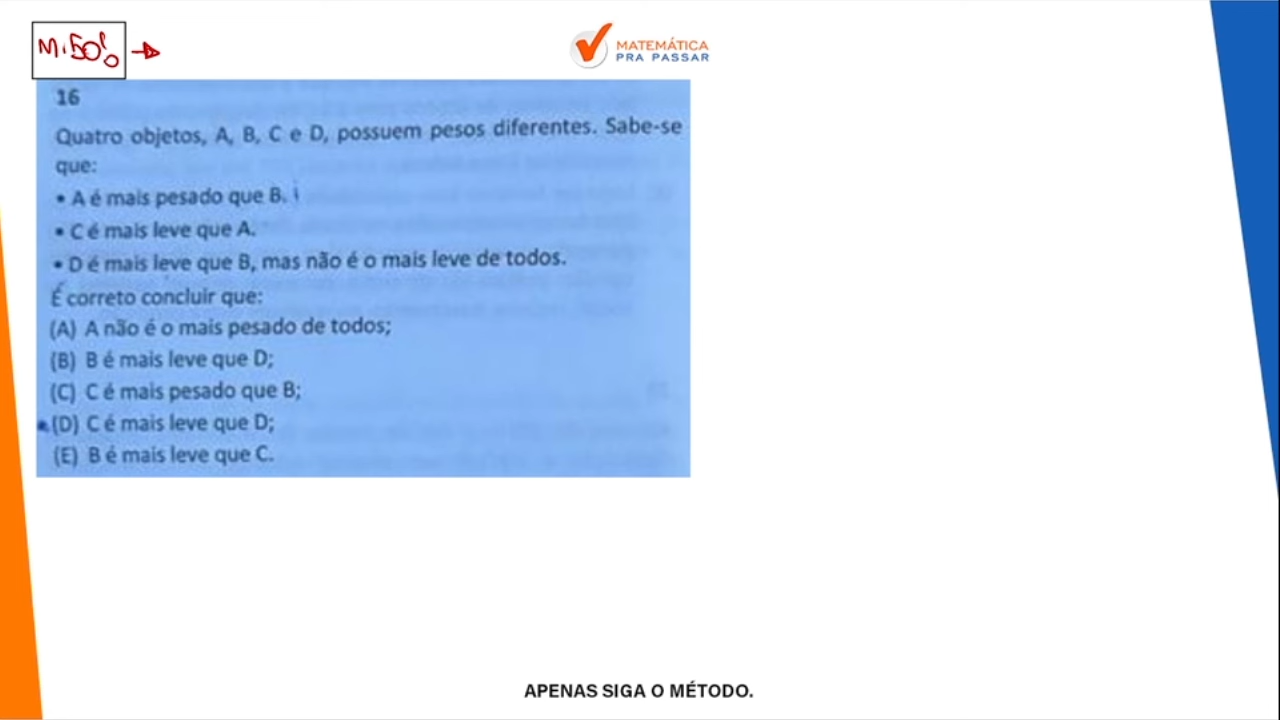 M.50%
MATEMÁTICA
PRA PASSAR
16
Quatro objetos, A, B, C e D, possuem pesos diferentes. Sabe-se
que:
• A é mais pesado que B.
• C é mais leve que A.
• D é mais leve que B, mas não é o mais leve de todos.
É correto concluir que:
(A) A não é o mais pesado de todos;
(B) B é mais leve que D;
(C) C é mais pesado que B;
(D) C é mais leve que D;
(E) B é mais leve que C.
APENAS SIGA O MÉTODO.